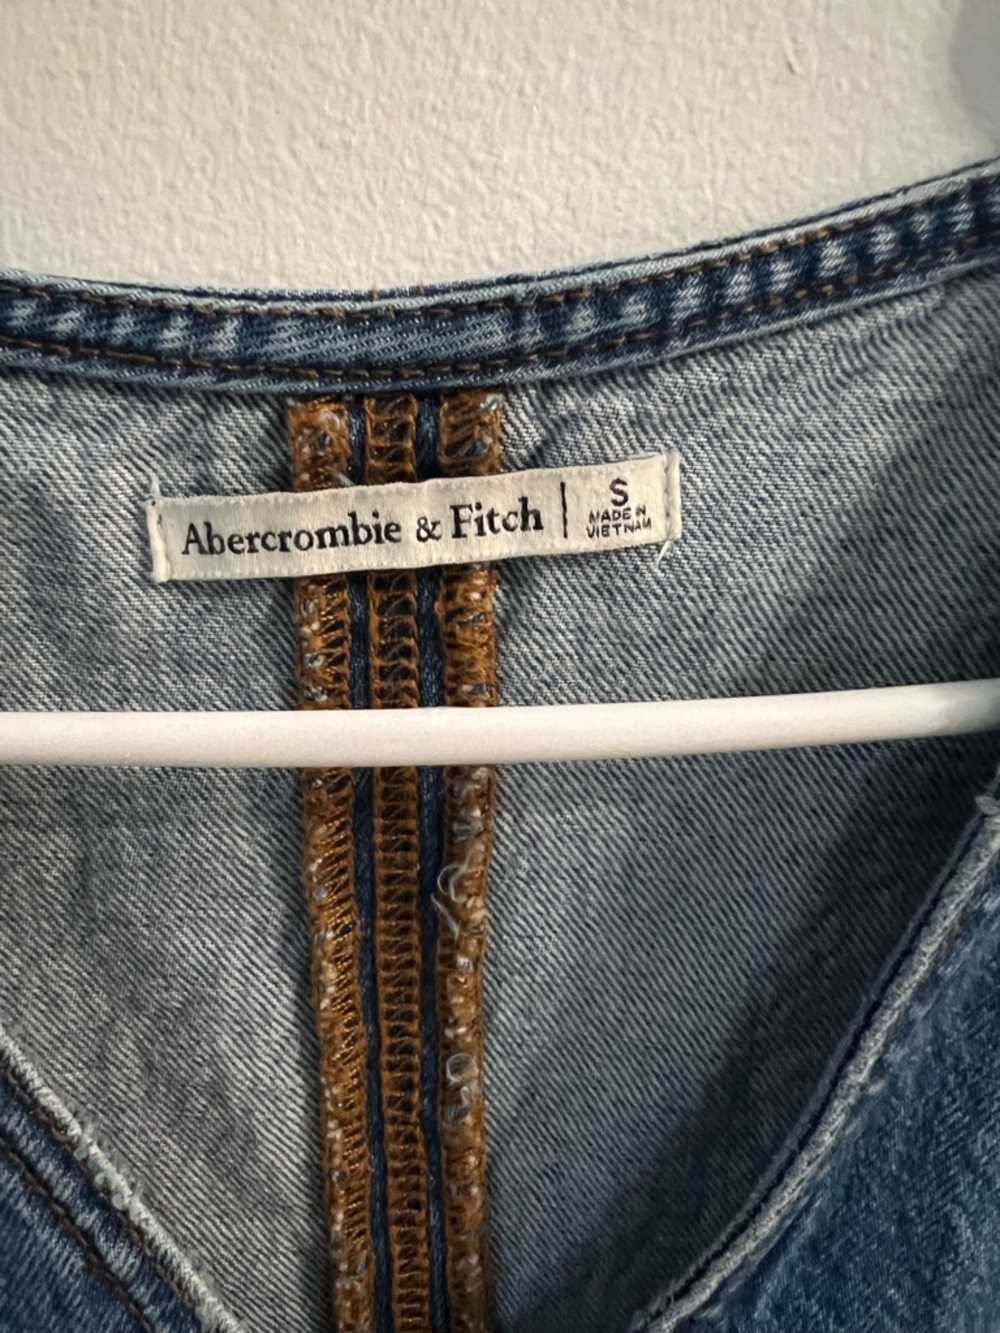 Abercrombie & Fitch | S
MADE IN
VIETNAM